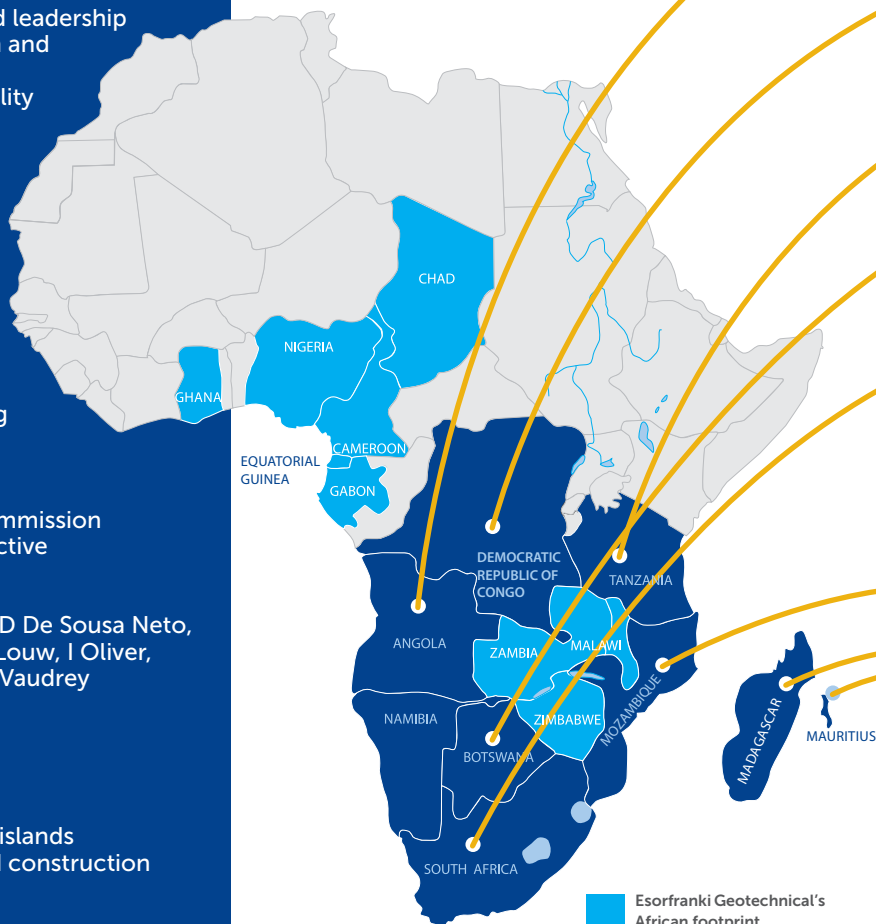 d leadership
and
lity
g
mmission
ctive
D De Sousa Neto,
Louw, I Oliver,
Vaudrey
islands
construction
CHAD
NIGERIA
GHANA
CAMEROON
EQUATORIAL
GUINEA
GABON
DEMOCRATIC
REPUBLIC OF
CONGO
TANZANIA
ANGOLA
ZAMBIA
MALAWI
NAMIBIA
ZIMBABWE
MOZAMBIQUE
BOTSWANA
MADAGASCAR
MAURITIUS
SOUTH AFRICA
Esorfranki Geotechnical's
African footprint